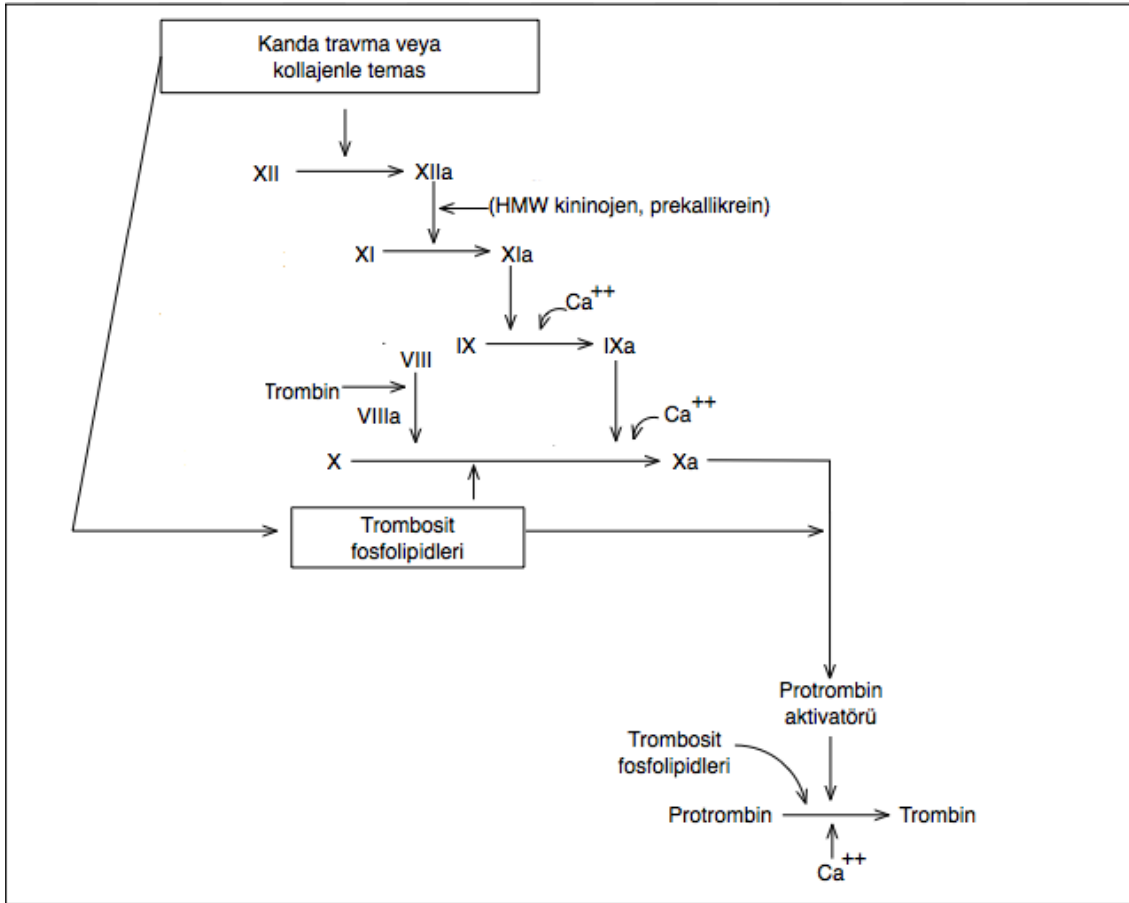 Kanda travma veya
kollajenle temas
XII
XIIa
(HMW kininojen, prekallikrein)
XI
XIa
Ca++
IX
IXa
VIII
Trombin
VIIIa
Ca++
X
Xa
Trombosit
fosfolipidleri
Protrombin
aktivatörü
Trombosit
fosfolipidleri
Protrombin
Trombin
Ca++